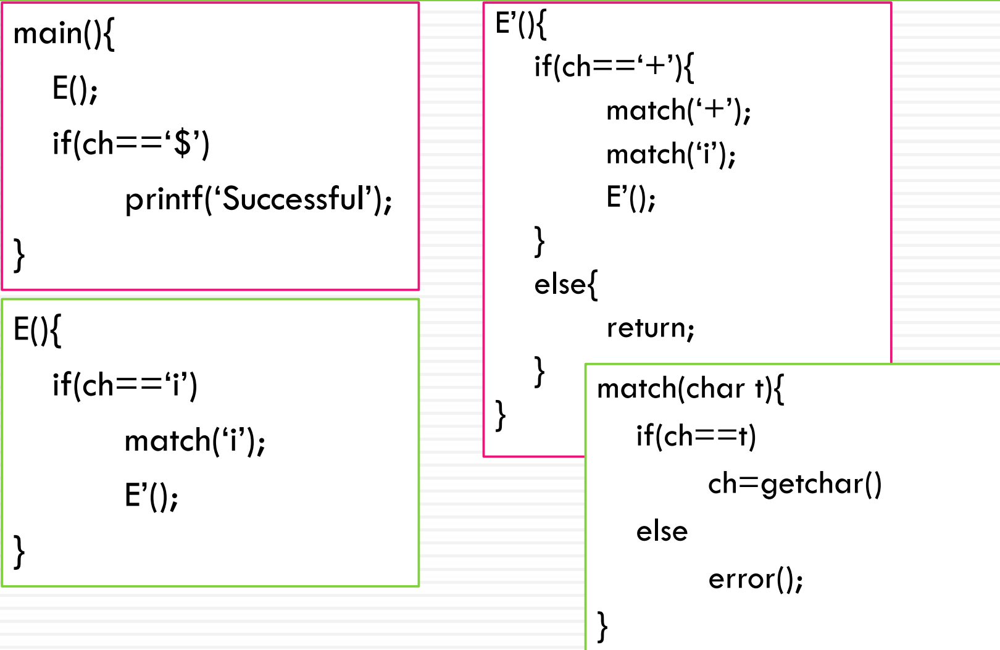 main(){
E();
if(ch==‘$’)
printf(‘Successful’);
}
E(){
if(ch==‘i’)
match(‘i’);
E’();
}
E’(){
if(ch==‘+’){
match(‘+’);
match(‘i’);
E’();
}
else{
return;
}
}
match(char t){
if(ch==t)
ch=getchar()
else
error();
}